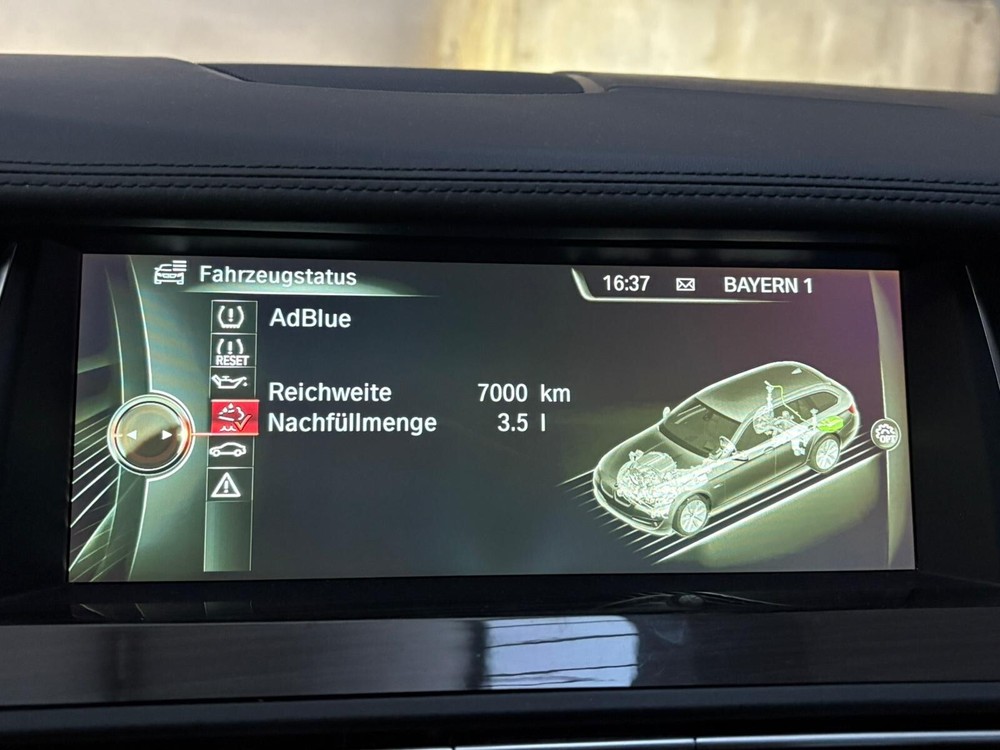 Fahrzeugstatus
16:37
BAYERN 1
AdBlue
RESET
Reichweite 7000 km
Nachfüllmenge 3.5 l
OFF